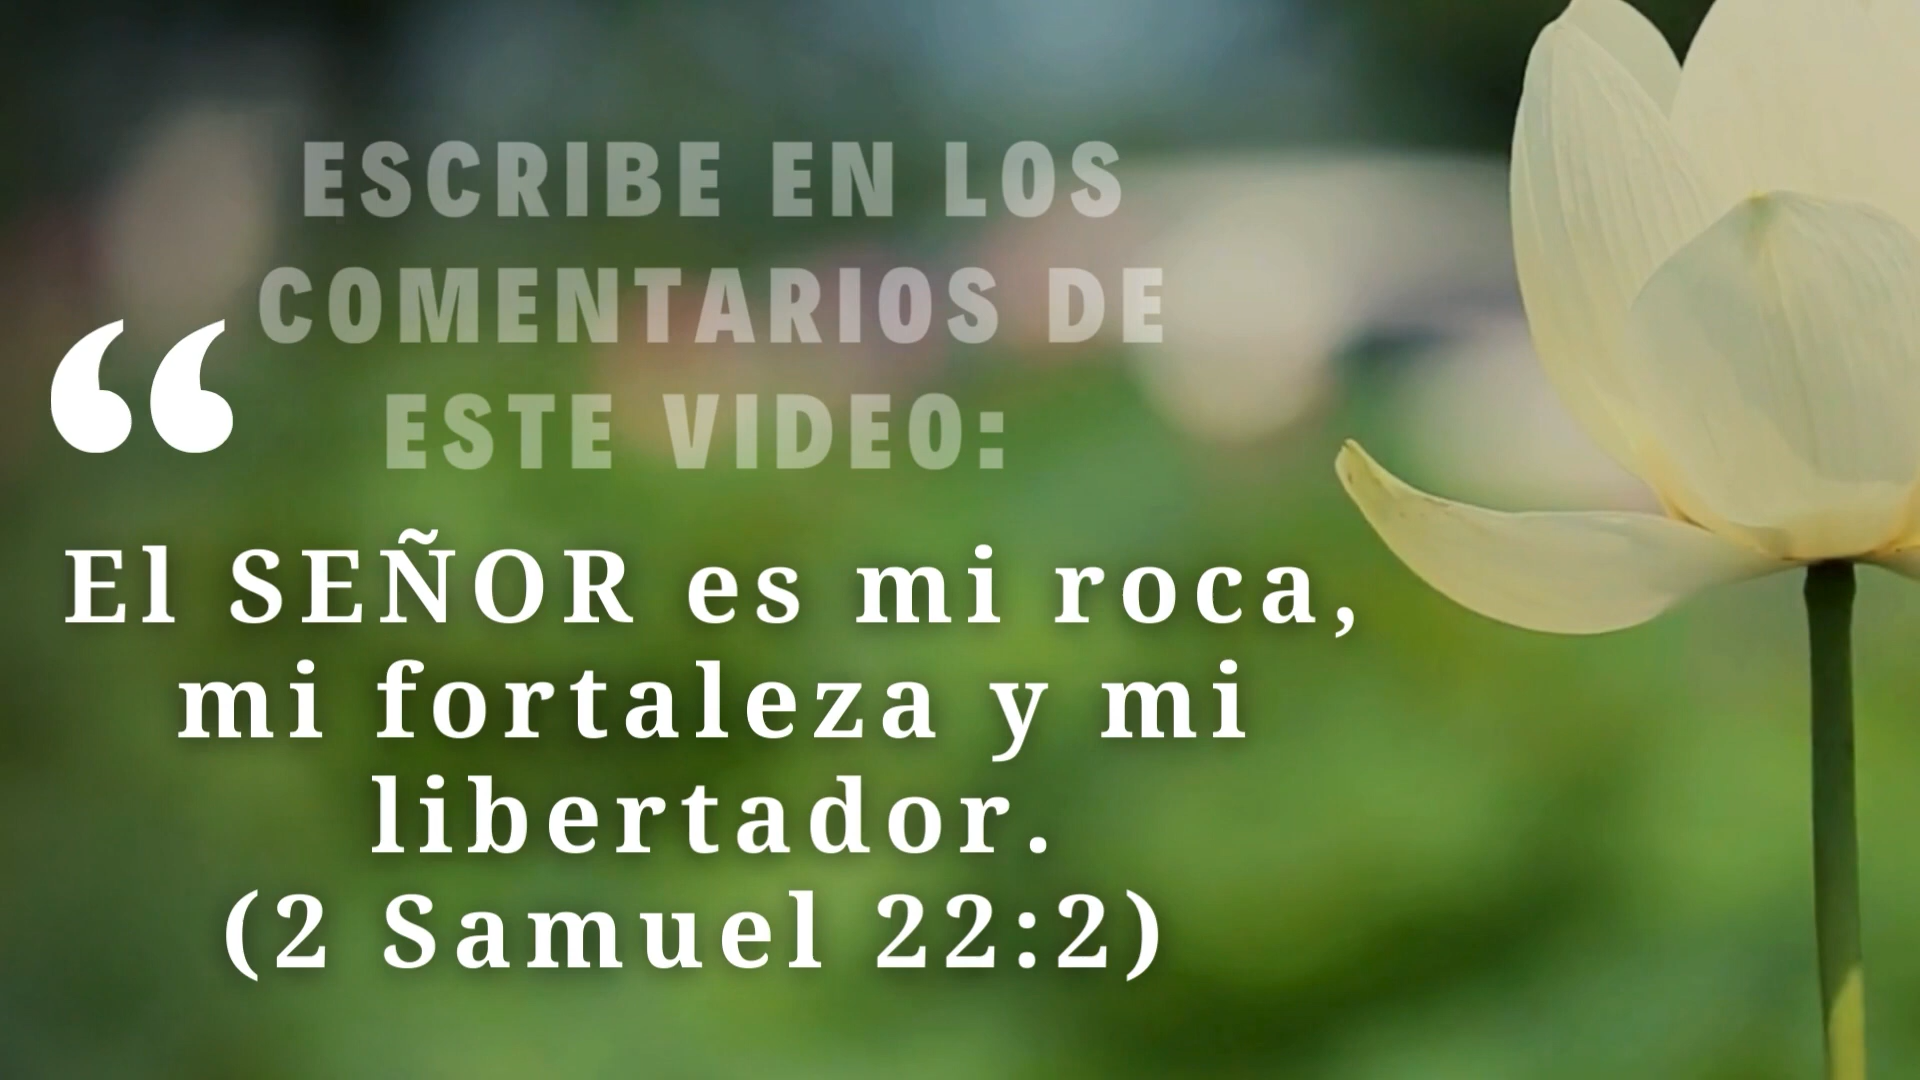 ESCRIBE EN LOS
COMENTARIOS DE
ESTE VIDEO:
“
El SEÑOR es mi roca,
mi fortaleza y mi
libertador.
(2 Samuel 22:2)